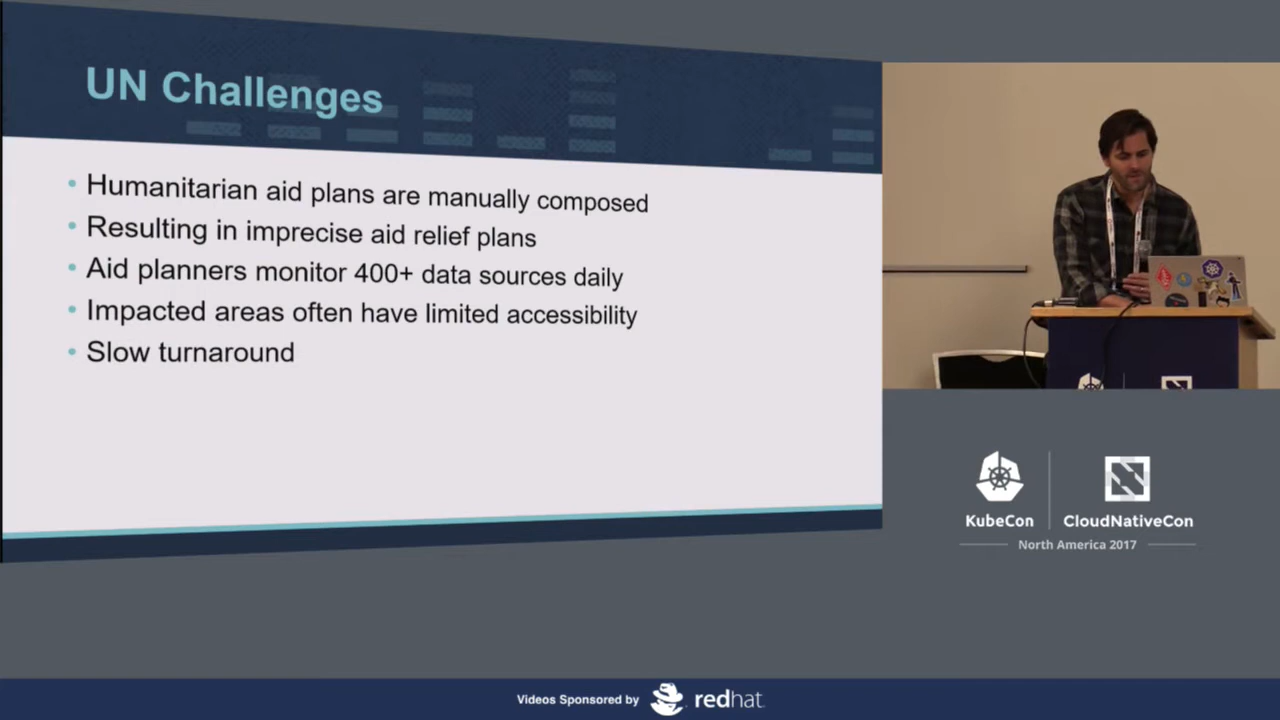 UN Challenges
Humanitarian aid plans are manually composed
Resulting in imprecise aid relief plans
Aid planners monitor 400+ data sources daily
Impacted areas often have limited accessibility
Slow turnaround
KubeCon
CloudNativeCon
North America 2017
Videos Sponsored by
redhat.